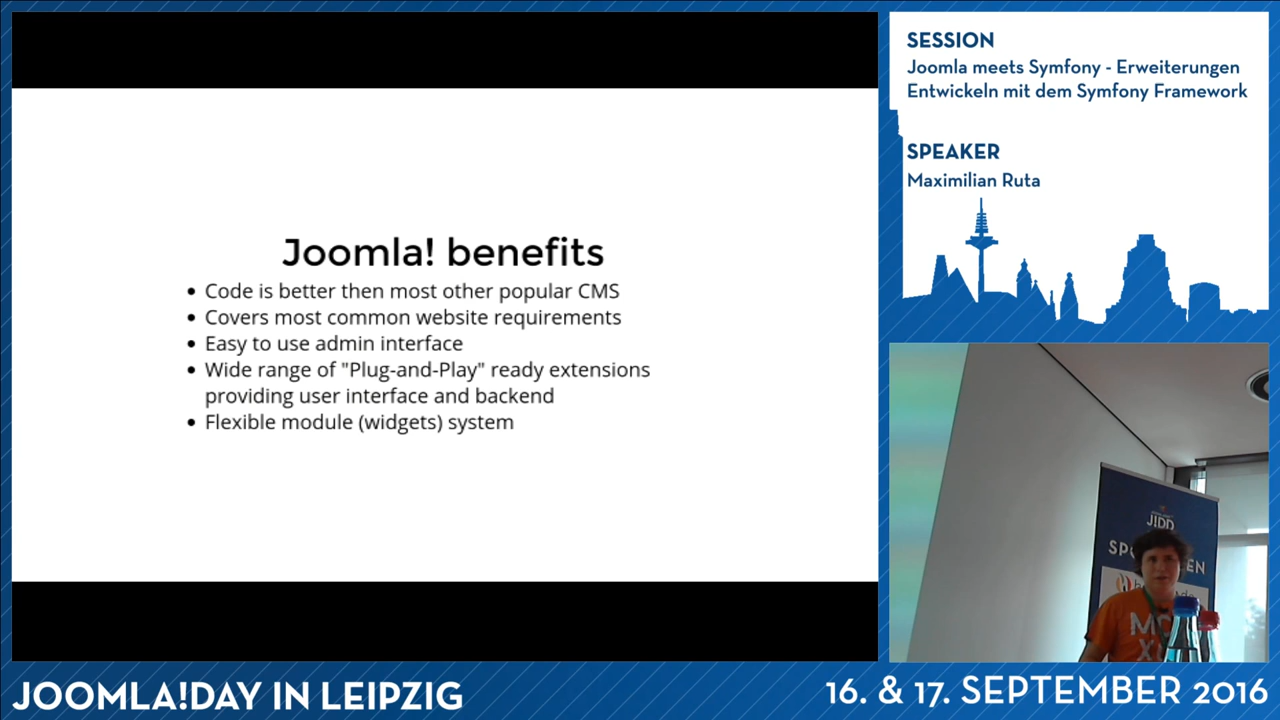 SESSION
Joomla meets Symfony - Erweiterungen
Entwickeln mit dem Symfony Framework
SPEAKER
Maximilian Ruta
Joomla! benefits
• Code is better then most other popular CMS
• Covers most common website requirements
• Easy to use admin interface
• Wide range of "Plug-and-Play" ready extensions
providing user interface and backend
• Flexible module (widgets) system
JOOMLA!DAY IN LEIPZIG
16. & 17. SEPTEMBER 2016